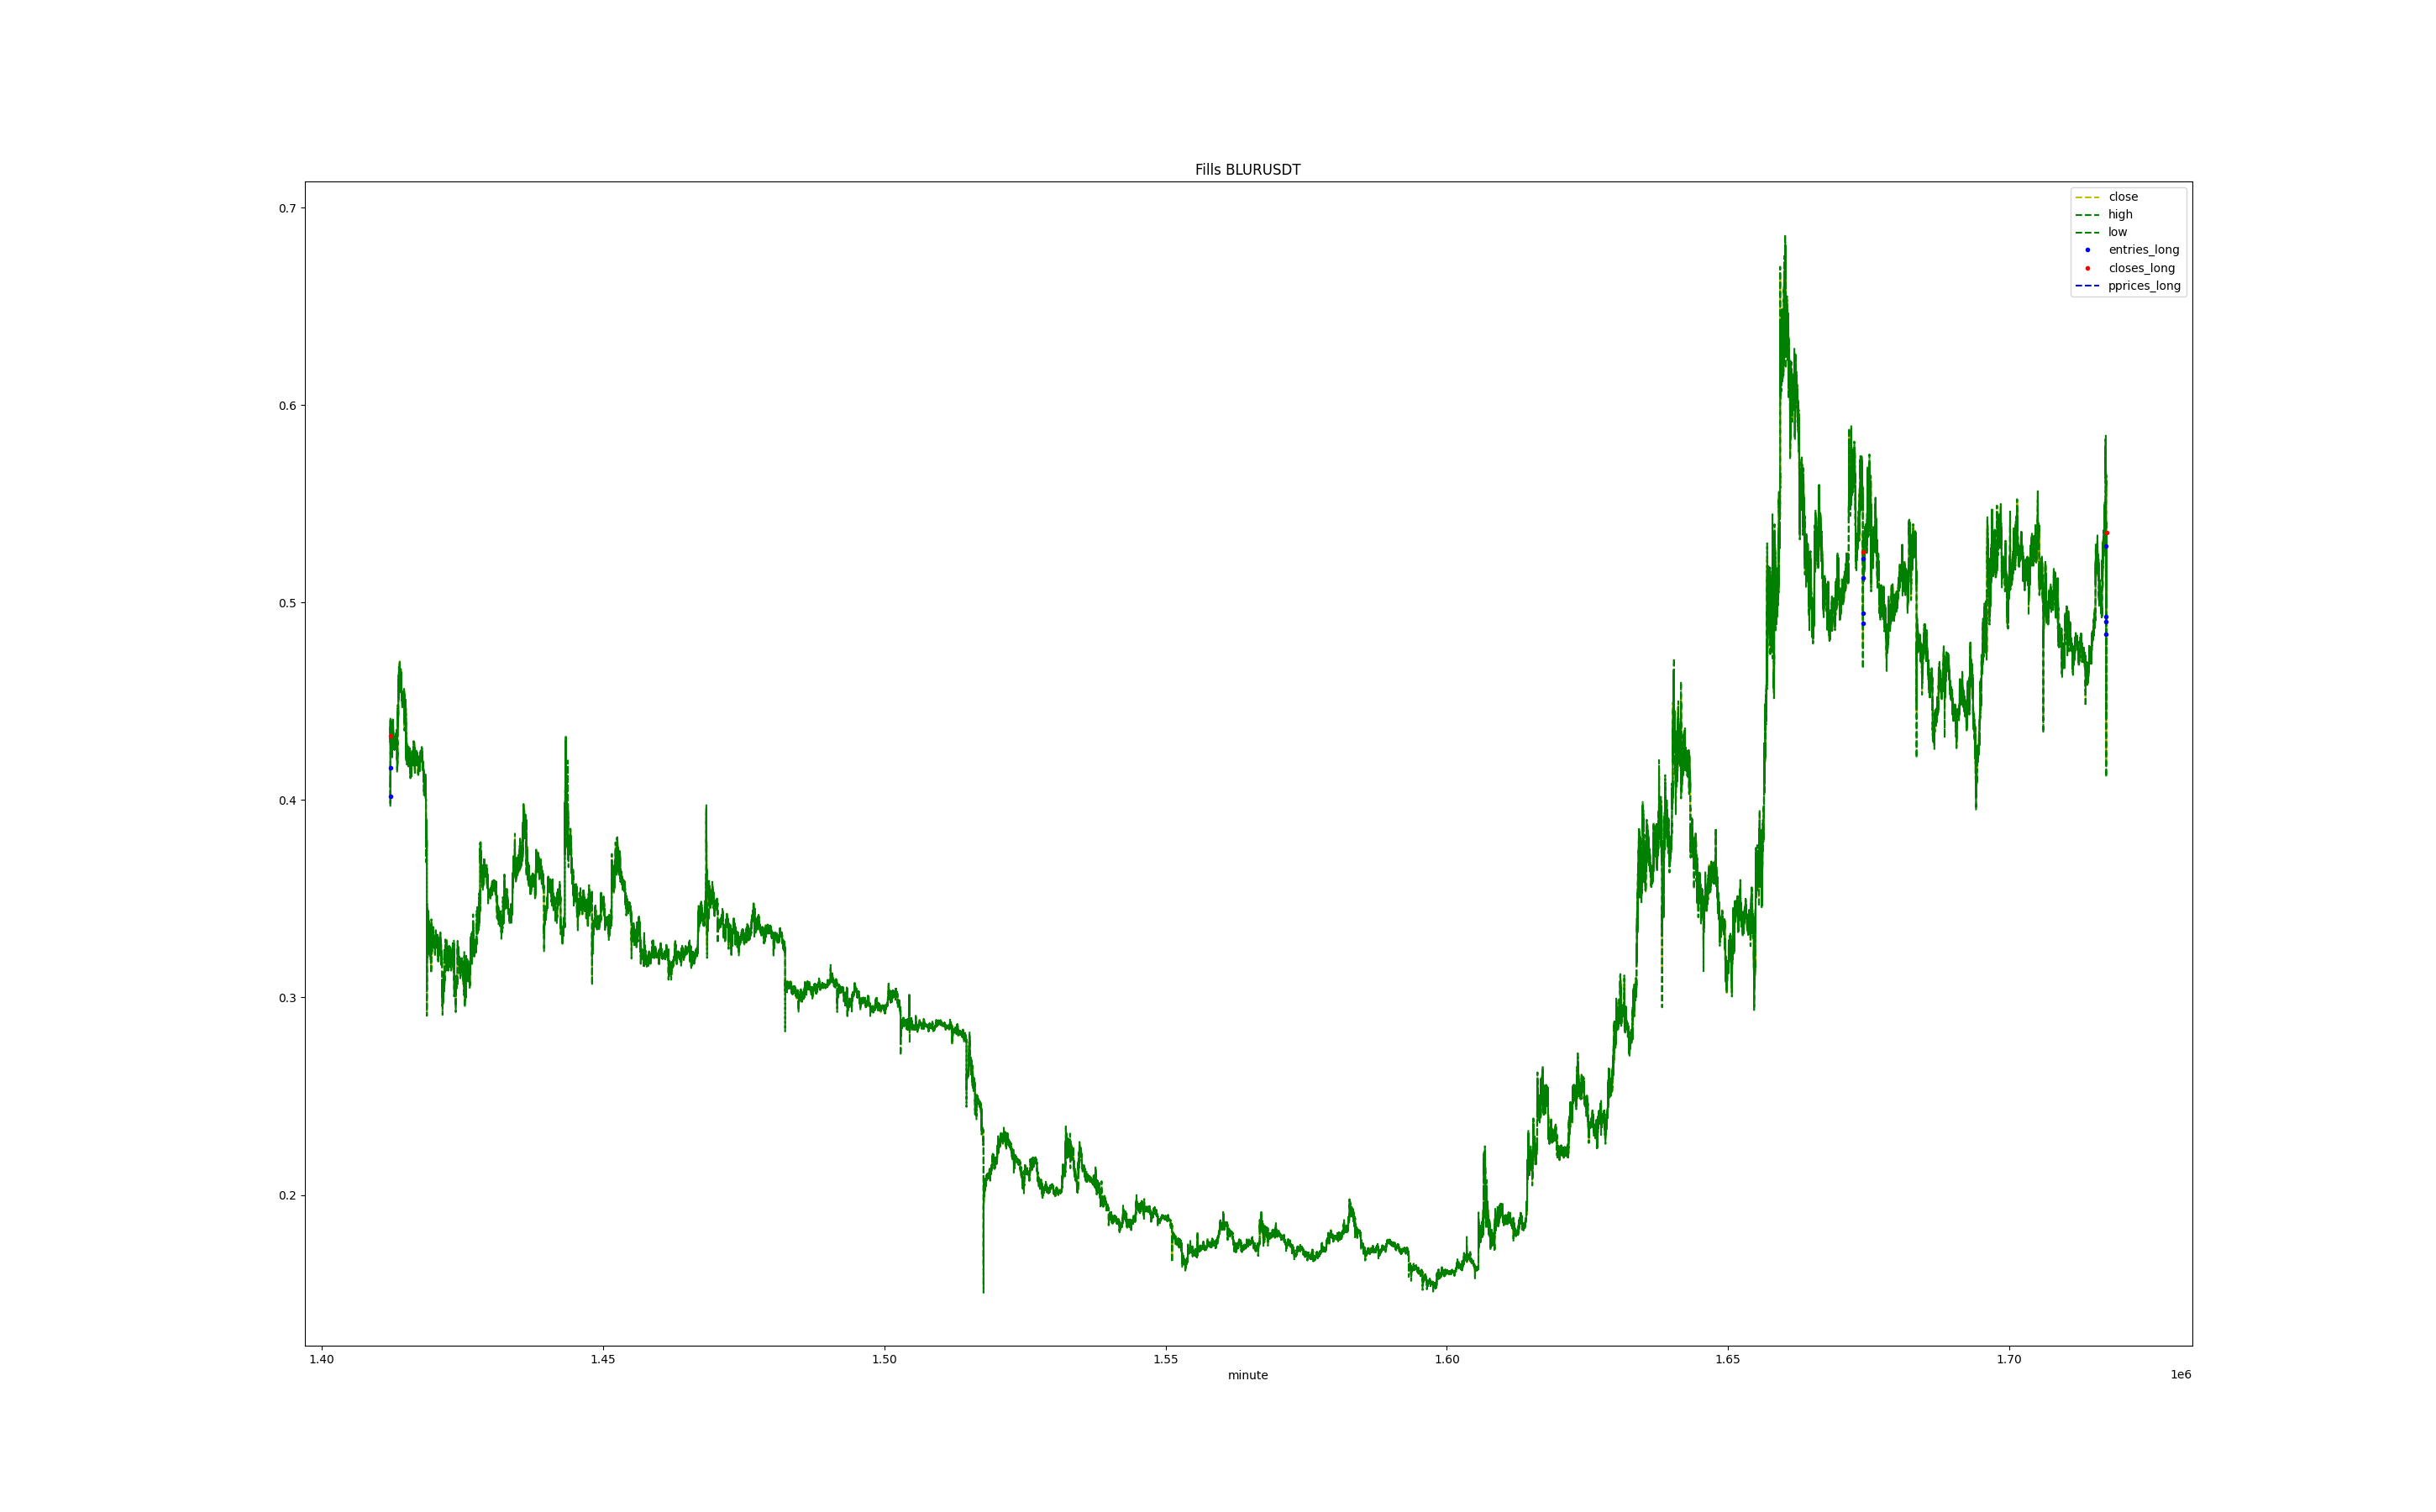 Fills BLURUSDT
close
high
low
entries_long
closes_long
pprices_long
0.7
0.6
0.5
0.4
0.3
0.2
1.40 1.45 1.50 1.55 1.60 1.65 1.70
minute
1e6